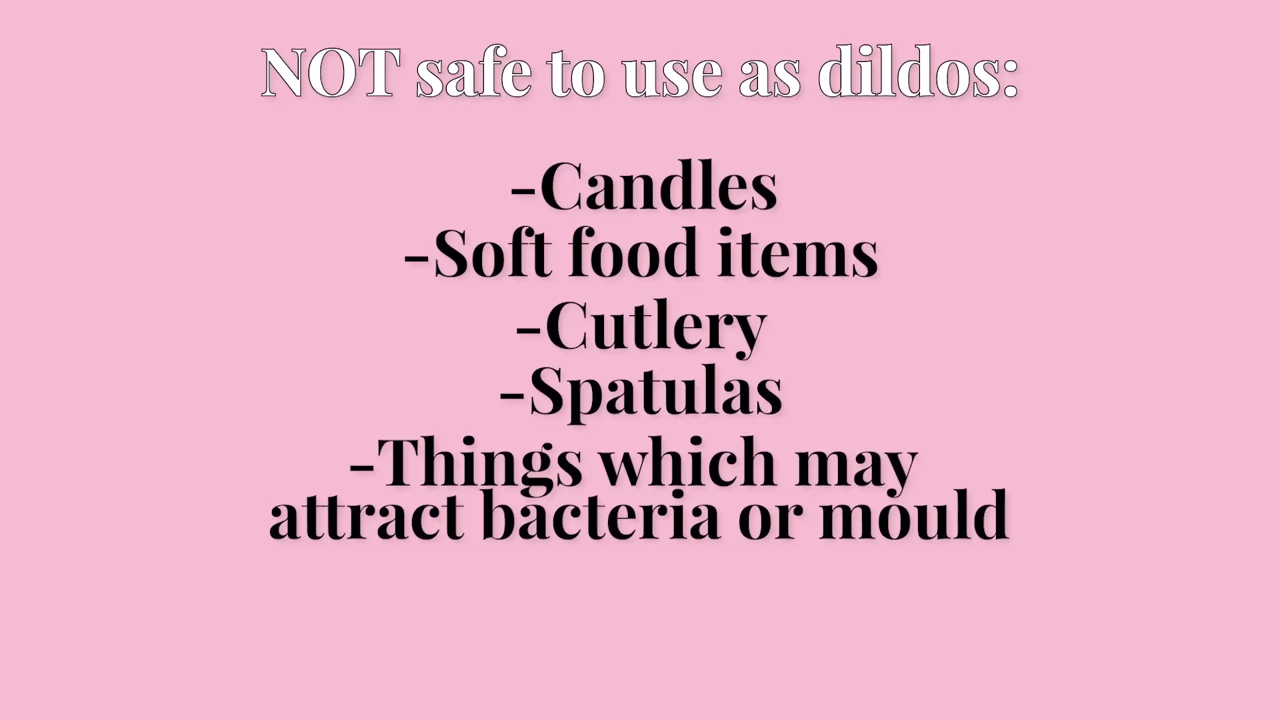 NOT safe to use as dildos:
-Candles
-Soft food items
-Cutlery
-Spatulas
-Things which may
attract bacteria or mould